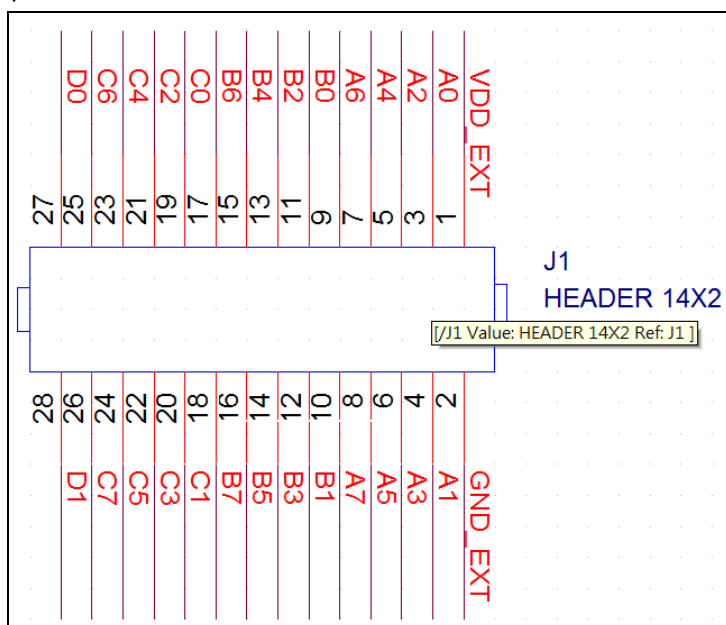 D0 C6 C4 C2 C0 B6 B4 B2 B0 A6 A4 A2 A0 VDD_EXT
27 25 23 21 19 17 15 13 11 9 7 5 3 1
J1
HEADER 14X2
[/J1 Value: HEADER 14X2 Ref: J1 ]
28 26 24 22 20 18 16 14 12 10 8 6 4 2
D1 C7 C5 C3 C1 B7 B5 B3 B1 A7 A5 A3 A1 GND_EXT